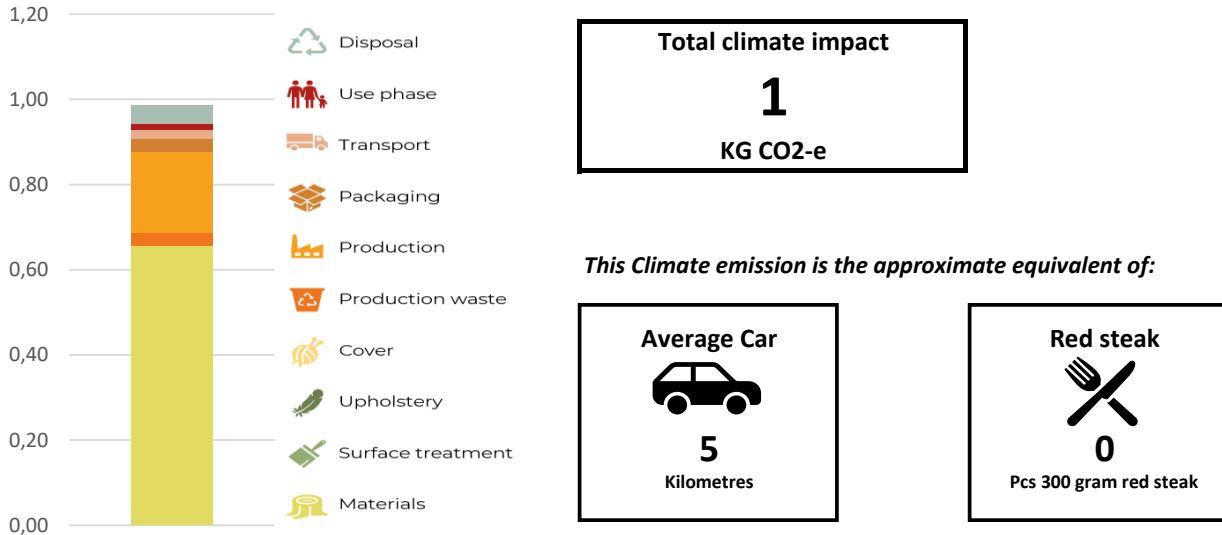 1,20
1,00
0,80
0,60
0,40
0,20
0,00
Disposal
Use phase
Transport
Packaging
Production
Production waste
Cover
Upholstery
Surface treatment
Materials
Total climate impact
1
KG CO2-e
This Climate emission is the approximate equivalent of:
Average Car
5
Kilometres
Red steak
0
Pcs 300 gram red steak